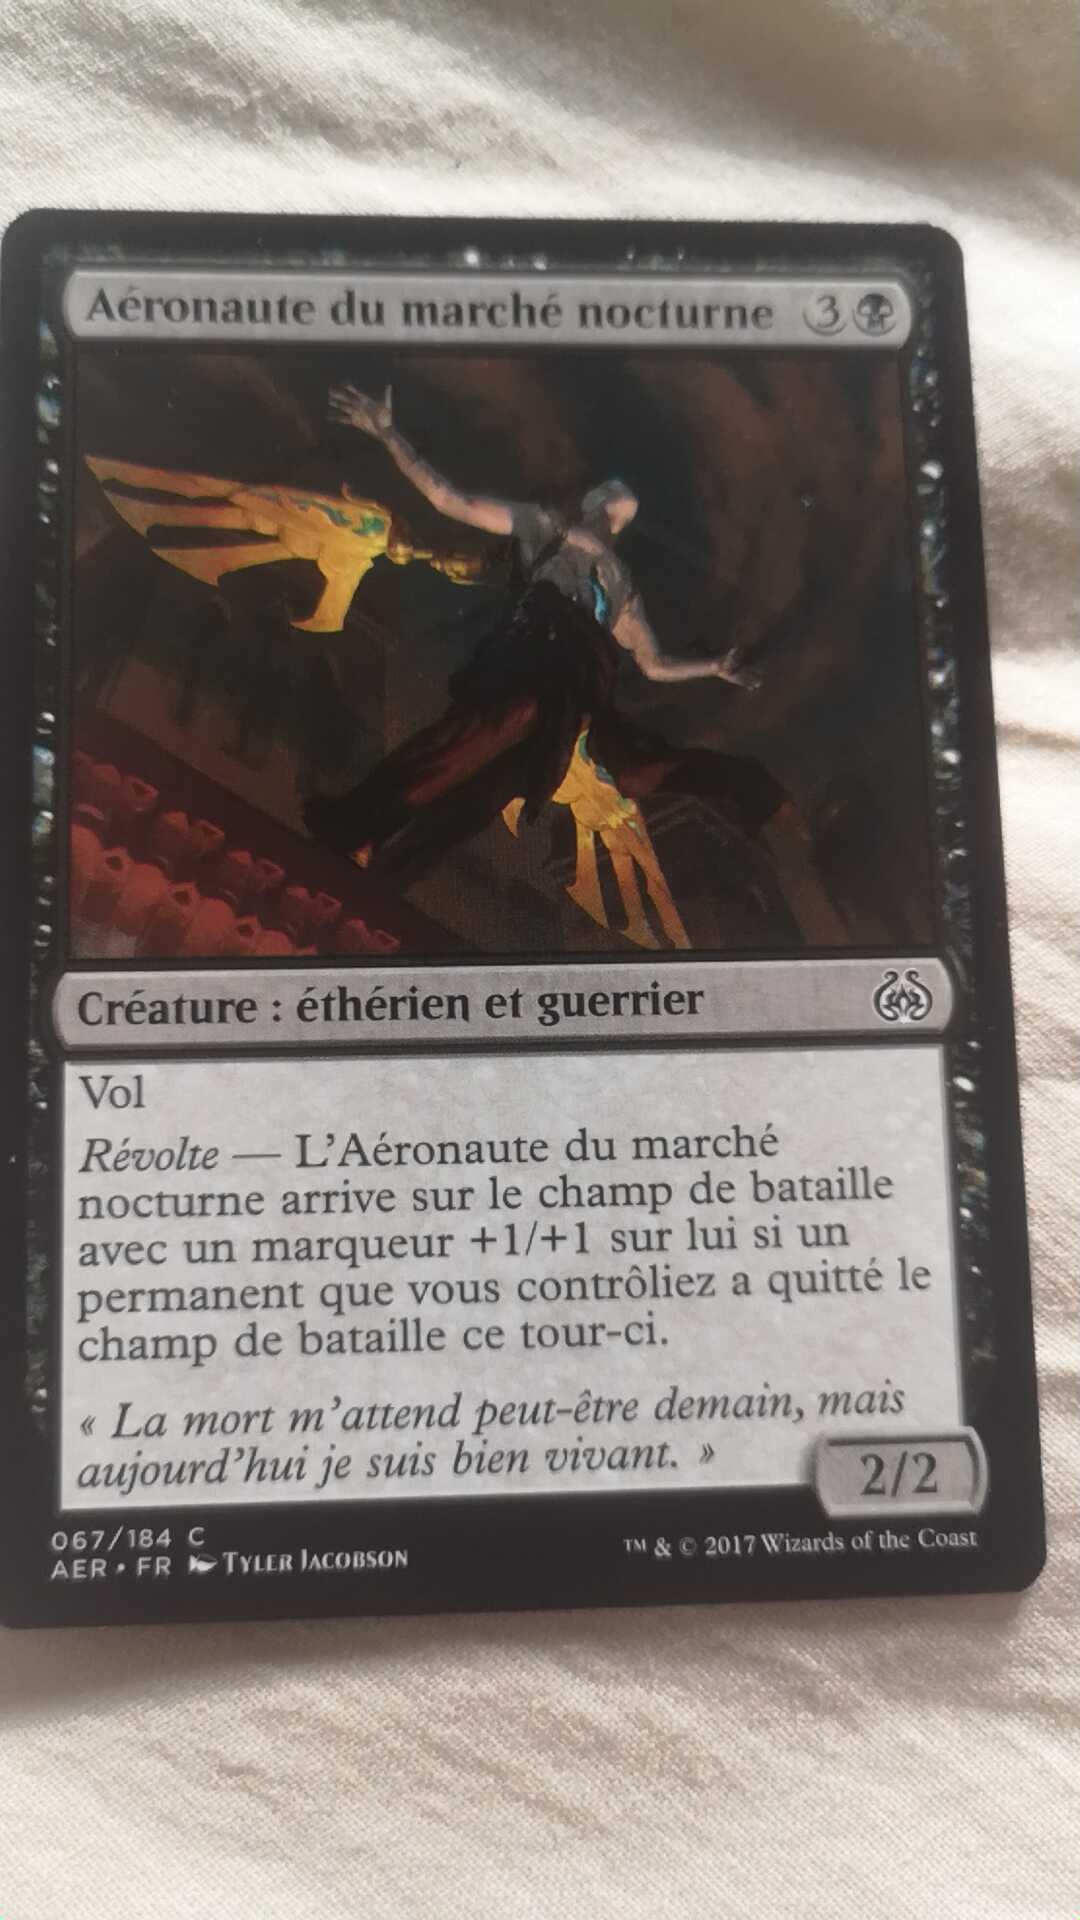 Aéronaute du marché nocturne 3
Créature : éthérien et guerrier
Vol
Révolte — L'Aéronaute du marché
nocturne arrive sur le champ de bataille
avec un marqueur +1/+1 sur lui si un
permanent que vous contrôliez a quitté le
champ de bataille ce tour-ci.
« La mort m'attend peut-être demain, mais
aujourd'hui je suis bien vivant. »
2/2
067/184 C
AER • FR TYLER JACOBSON
™ & © 2017 Wizards of the Coast